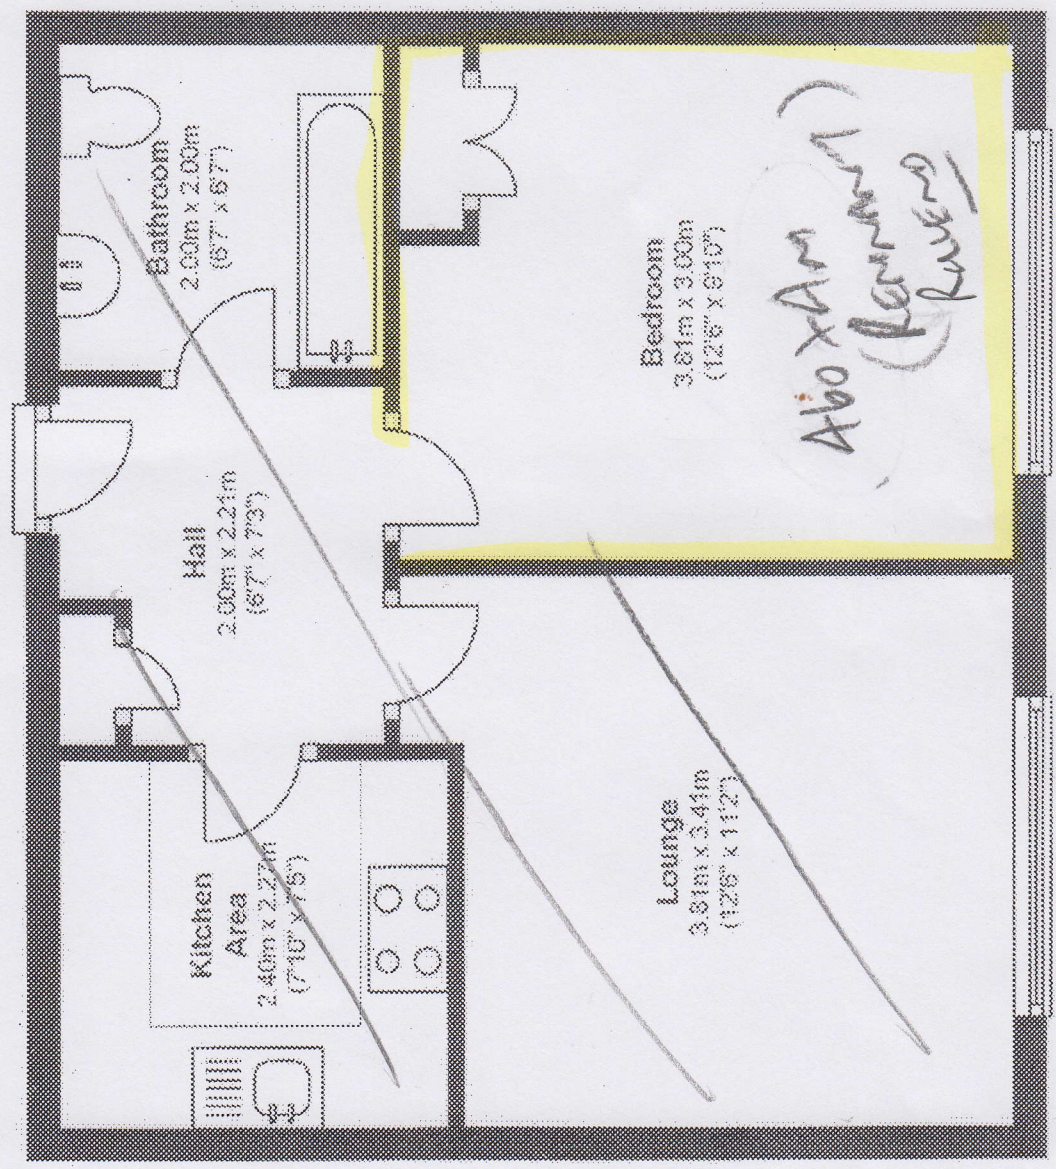 Bathroom
2.00m x 2.00m
(6'7" x 6'7")
Bedroom
3.81m x 3.00m
(12'6" x 9'10")
(Remnant)
Hall
2.00m x 2.21m
(6'7" x 7'3")
Kitchen
Area
2.40m x 2.27m
(7'10" x 7'5")
Lounge
3.81m x 3.41m
(12'6" x 11'2")